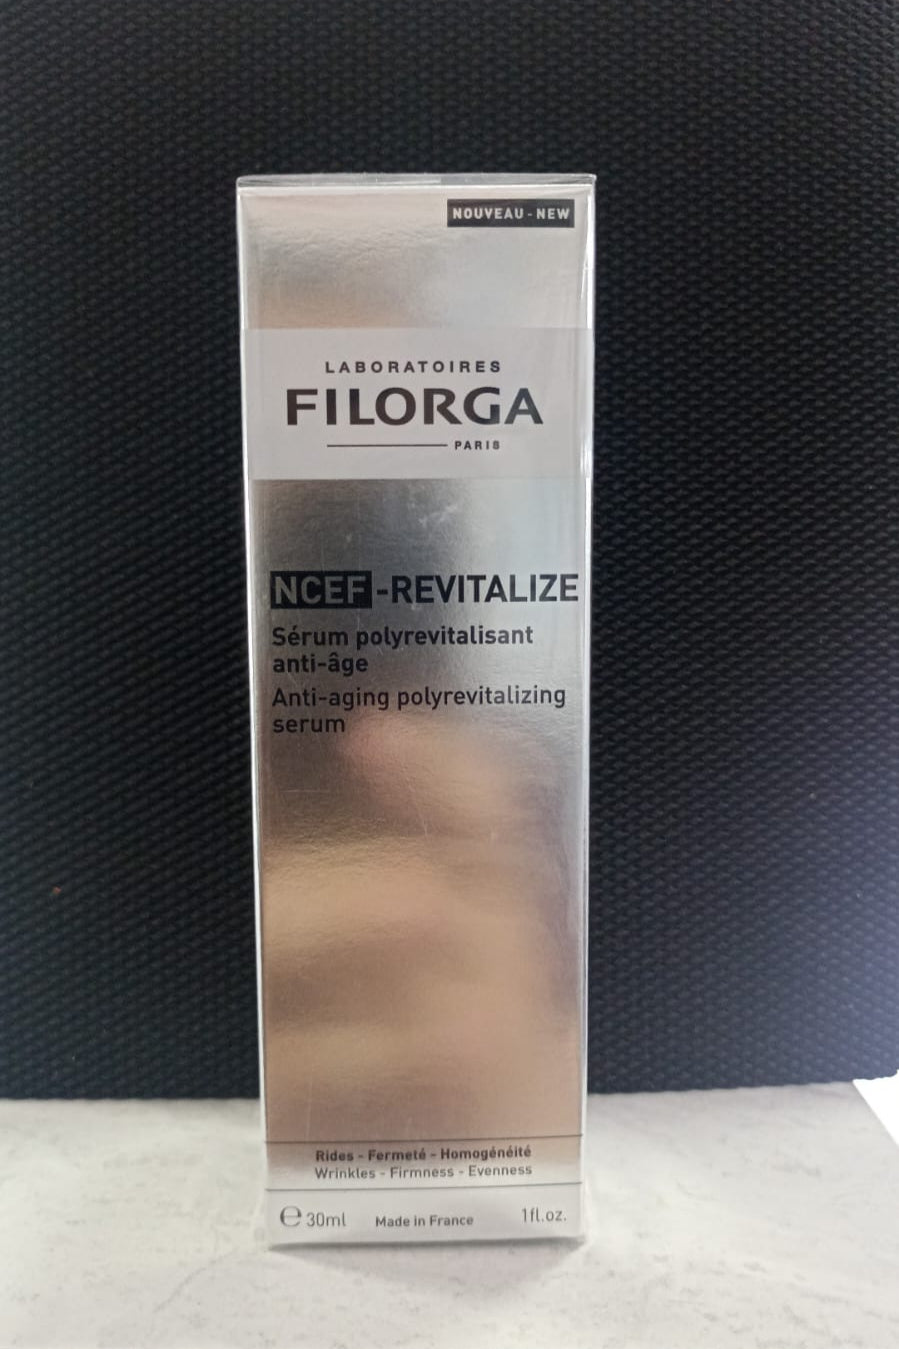 NOUVEAU - NEW
LABORATOIRES
FILORGA
PARIS
NCEF-REVITALIZE
Sérum polyrevitalisant
anti-âge
Anti-aging polyrevitalizing
serum
Rides - Fermeté - Homogénéité
Wrinkles - Firmness - Evenness
℮ 30ml Made in France 1fl.oz.